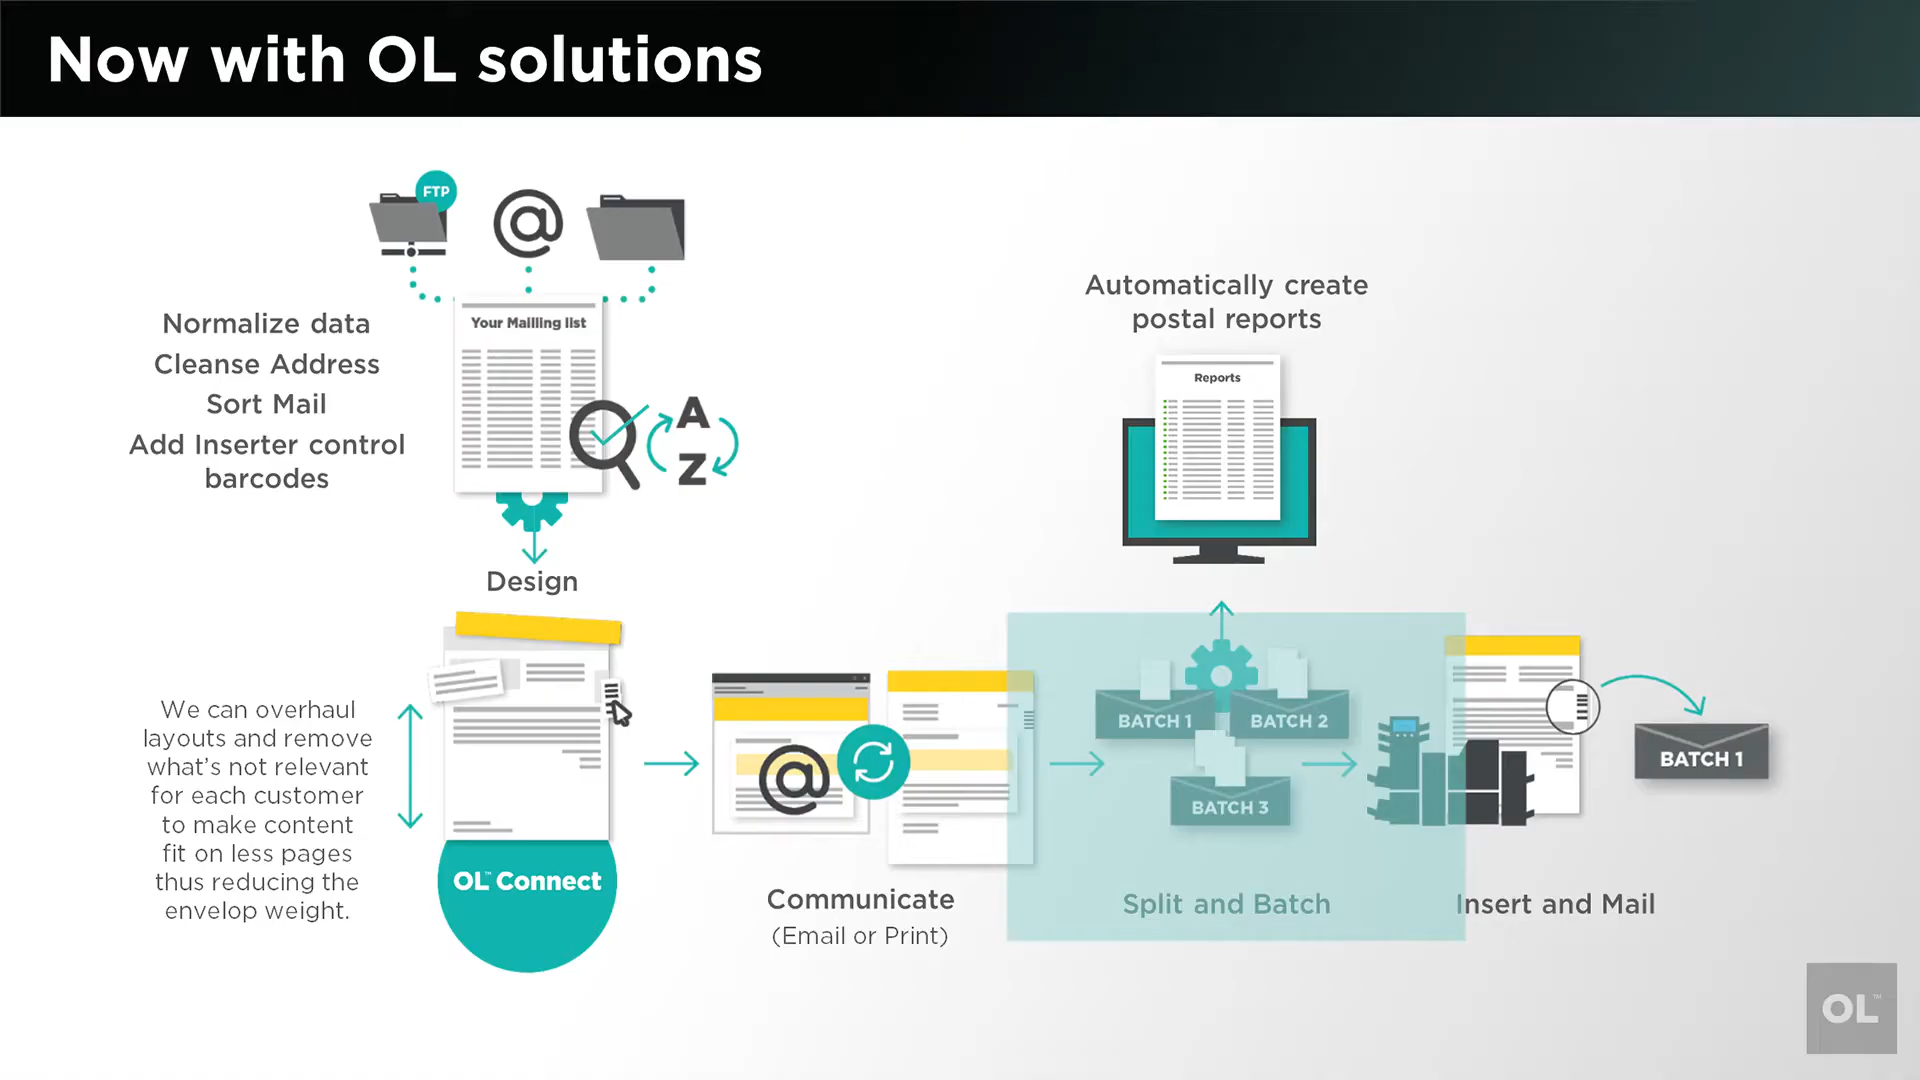 Now with OL solutions
FTP
Normalize data
Cleanse Address
Sort Mail
Add Inserter control
barcodes
Your Mailling list
A
Z
Design
We can overhaul
layouts and remove
what's not relevant
for each customer
to make content
fit on less pages
thus reducing the
envelop weight.
OL™ Connect
@
@
Communicate
(Email or Print)
Automatically create
postal reports
Reports
BATCH 1
BATCH 2
BATCH 3
Split and Batch
Insert and Mail
BATCH 1
OL™